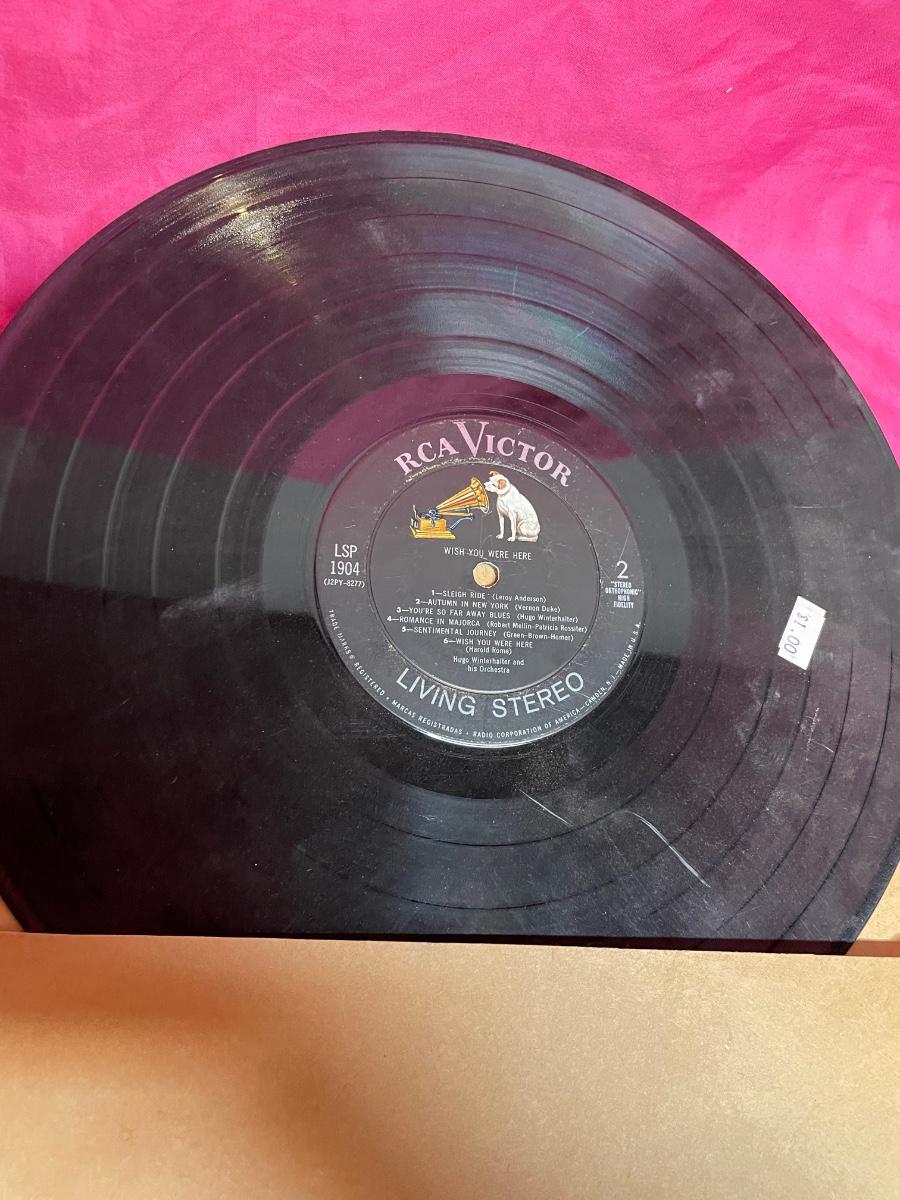 RCA VICTOR
WISH YOU WERE HERE
LSP
1904
(J2PY-8277)
2
"STEREO
ORTHOPHONIC"
HIGH
FIDELITY
1—SLEIGH RIDE (Leroy Anderson)
2—AUTUMN IN NEW YORK (Vernon Duke)
3—YOU'RE SO FAR AWAY BLUES (Hugo Winterhalter)
4—ROMANCE IN MAJORCA (Robert Mellin-Patricia Rossiter)
5—SENTIMENTAL JOURNEY (Green-Brown-Homer)
6—WISH YOU WERE HERE
(Harold Rome)
Hugo Winterhalter and
his Orchestra
LIVING STEREO
TRADE MARKS ® REGISTERED • MARCAS REGISTRADAS • RADIO CORPORATION OF AMERICA—CAMDEN, N.J.—MADE IN U.S.A.
$1.00